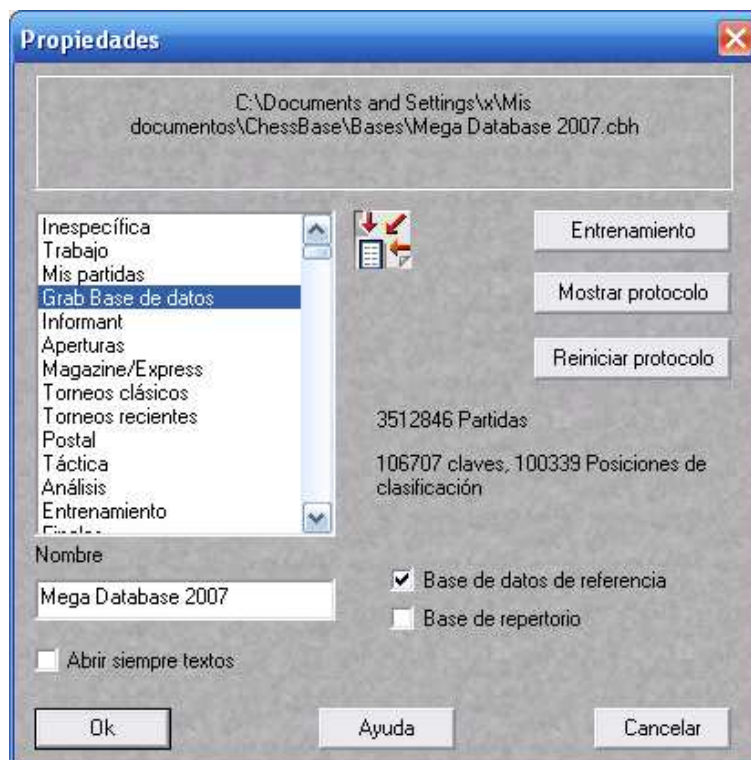 Propiedades
C:\Documents and Settings\x\Mis
documentos\ChessBase\Bases\Mega Database 2007.cbh
Inespecífica
Trabajo
Mis partidas
Grab Base de datos
Informant
Aperturas
Magazine/Express
Torneos clásicos
Torneos recientes
Postal
Táctica
Análisis
Entrenamiento
Entrenamiento
Mostrar protocolo
Reiniciar protocolo
3512846 Partidas
106707 claves, 100339 Posiciones de
clasificación
Nombre
Mega Database 2007
Base de datos de referencia
Base de repertorio
Abrir siempre textos
Ok
Ayuda
Cancelar